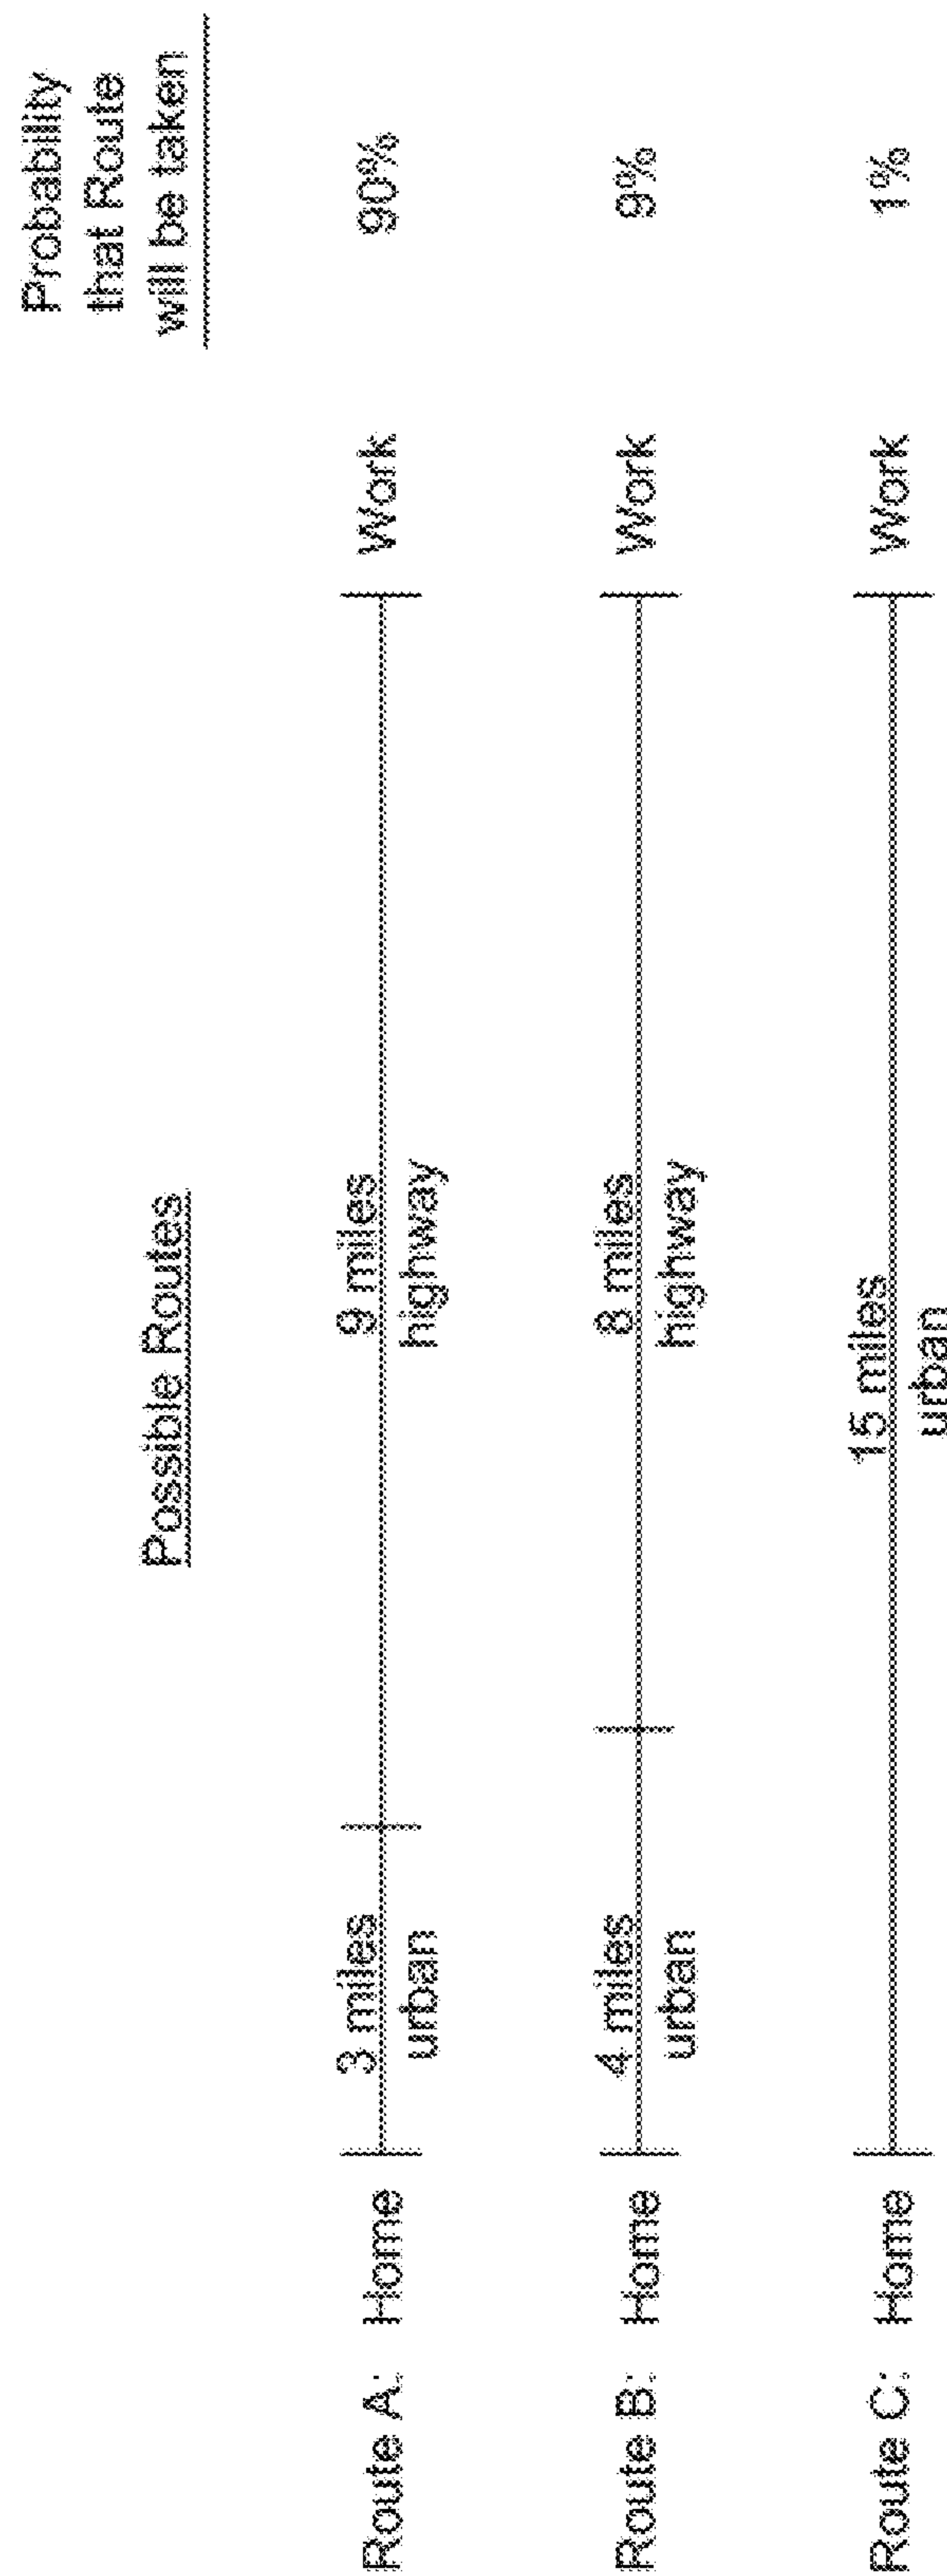 Possible Routes
Probability
that Route
will be taken
Route A: Home
3 miles
urban
9 miles
highway
Work
90%
Route B: Home
4 miles
urban
8 miles
highway
Work
9%
Route C: Home
15 miles
urban
Work
1%